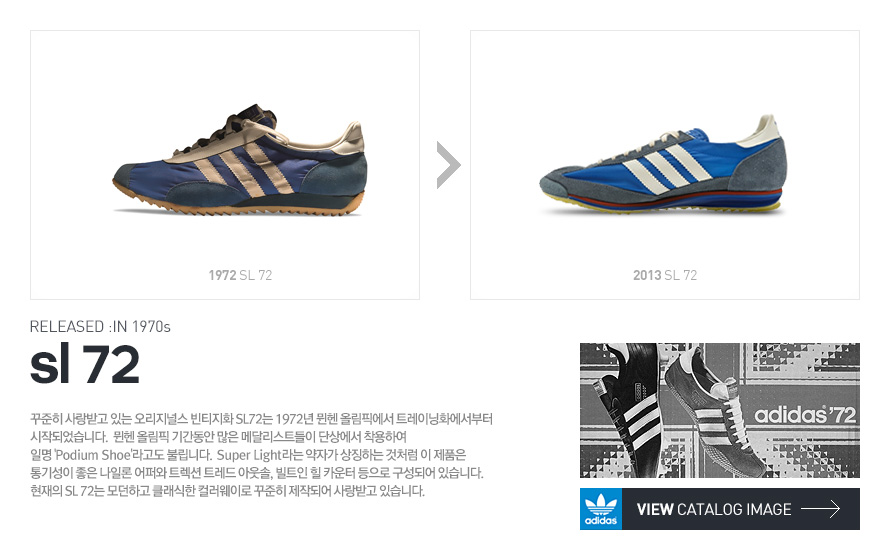 1972 SL 72
2013 SL 72
RELEASED :IN 1970s
sl 72
꾸준히 사랑받고 있는 오리지널스 빈티지화 SL72는 1972년 뮌헨 올림픽에서 트레이닝화에서부터
시작되었습니다. 뮌헨 올림픽 기간동안 많은 메달리스트들이 단상에서 착용하여
일명 'Podium Shoe'라고도 불립니다. Super Light라는 약자가 상징하는 것처럼 이 제품은
통기성이 좋은 나일론 어퍼와 트렉션 트레드 아웃솔, 빌트인 힐 카운터 등으로 구성되어 있습니다.
현재의 SL 72는 모던하고 클래식한 컬러웨이로 꾸준히 제작되어 사랑받고 있습니다.
adidas '72
adidas
VIEW CATALOG IMAGE